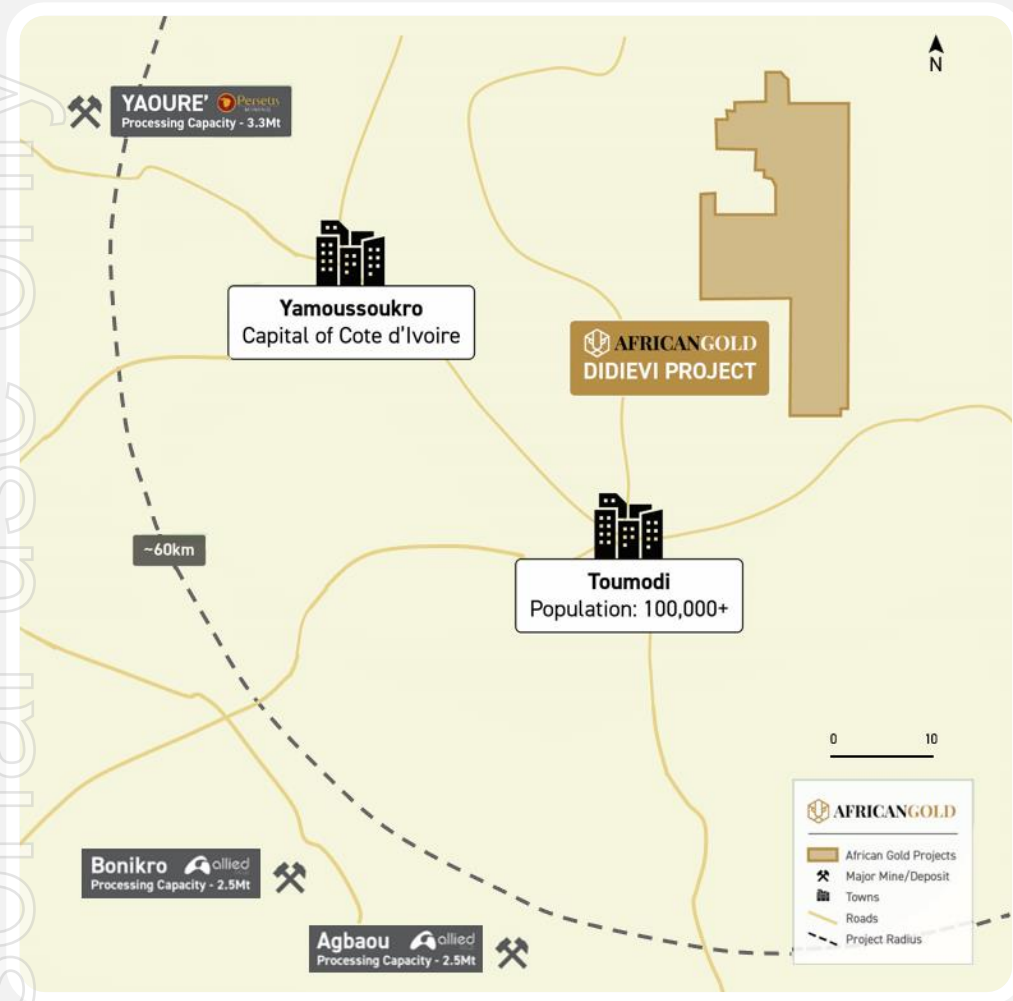 N
YAOURE' Perseus
Processing Capacity - 3.3Mt
Yamoussoukro
Capital of Cote d'Ivoire
AFRICANGOLD
DIDIEVI PROJECT
~60km
Toumodi
Population: 100,000+
0 10
AFRICANGOLD
African Gold Projects
Major Mine/Deposit
Towns
Roads
Project Radius
Bonikro allied
Processing Capacity - 2.5Mt
Agbaou allied
Processing Capacity - 2.5Mt